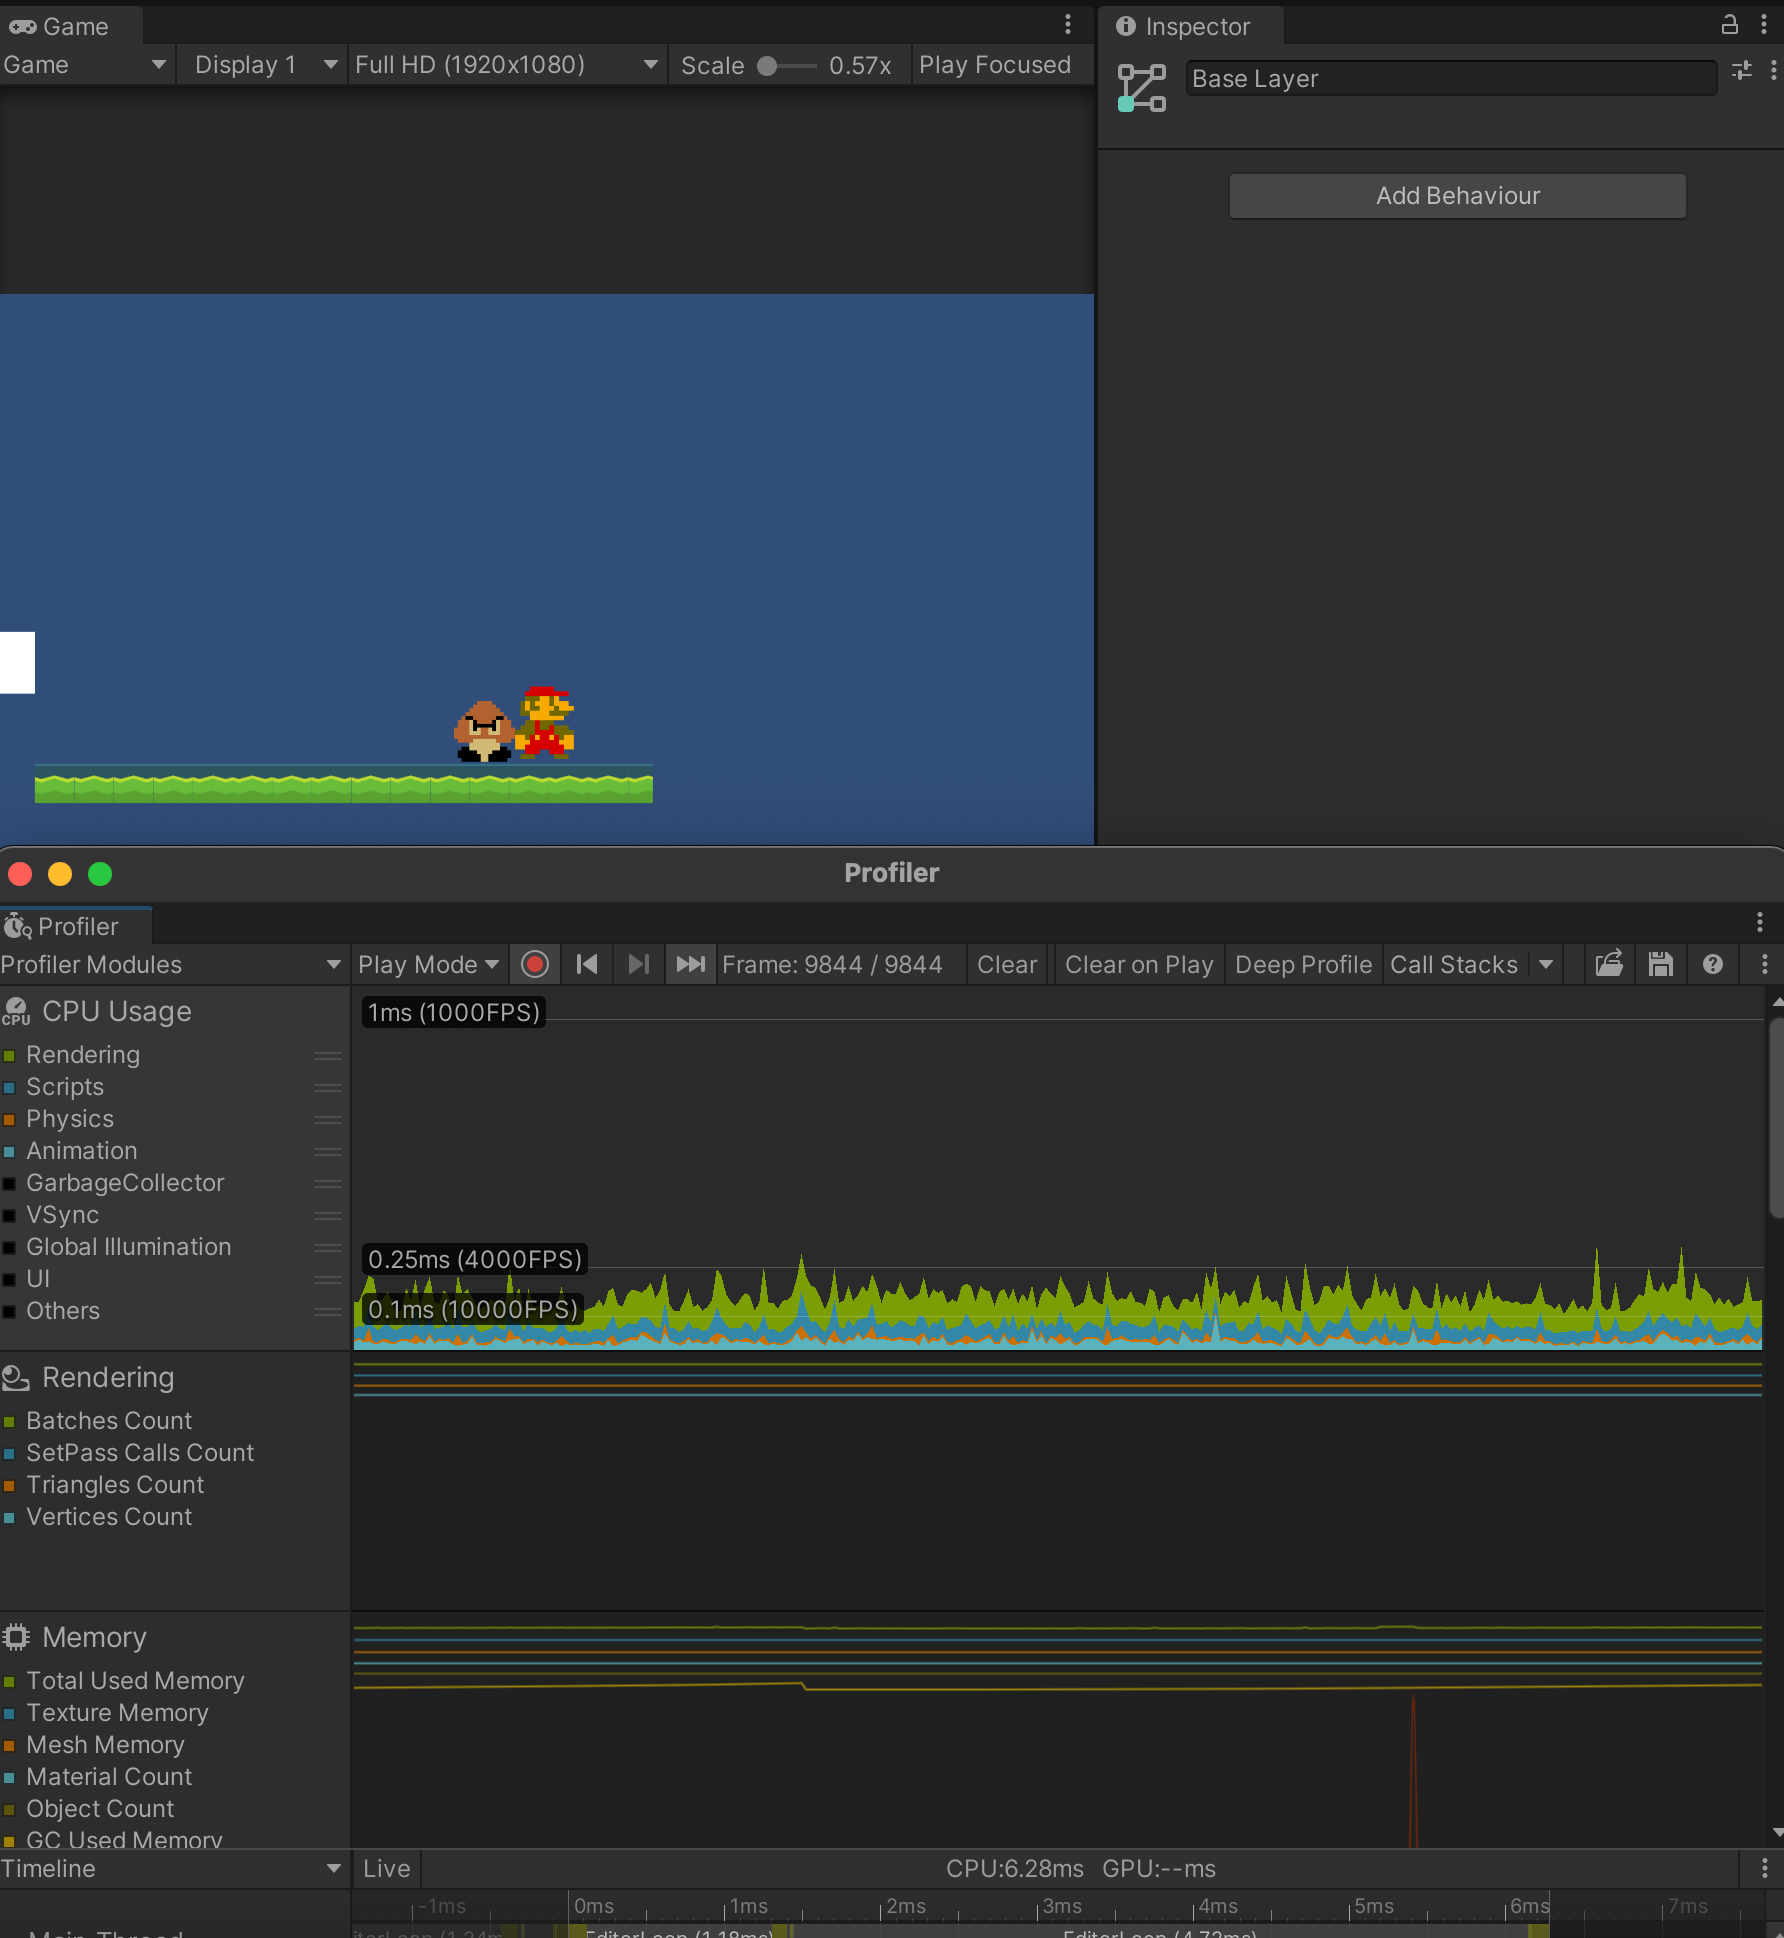 Game
Game Display 1 Full HD (1920x1080) Scale 0.57x Play Focused
Inspector
Base Layer
Add Behaviour
Profiler
Profiler
Profiler Modules Play Mode Frame: 9844 / 9844 Clear Clear on Play Deep Profile Call Stacks
CPU
CPU Usage
Rendering
Scripts
Physics
Animation
GarbageCollector
VSync
Global Illumination
UI
Others
1ms (1000FPS)
0.25ms (4000FPS)
0.1ms (10000FPS)
Rendering
Batches Count
SetPass Calls Count
Triangles Count
Vertices Count
Memory
Total Used Memory
Texture Memory
Mesh Memory
Material Count
Object Count
GC Used Memory
Timeline Live CPU:6.28ms GPU:--ms
-1ms 0ms 1ms 2ms 3ms 4ms 5ms 6ms 7ms
Main Thread EditorLoop (1.18ms) EditorLoop (4.72ms)